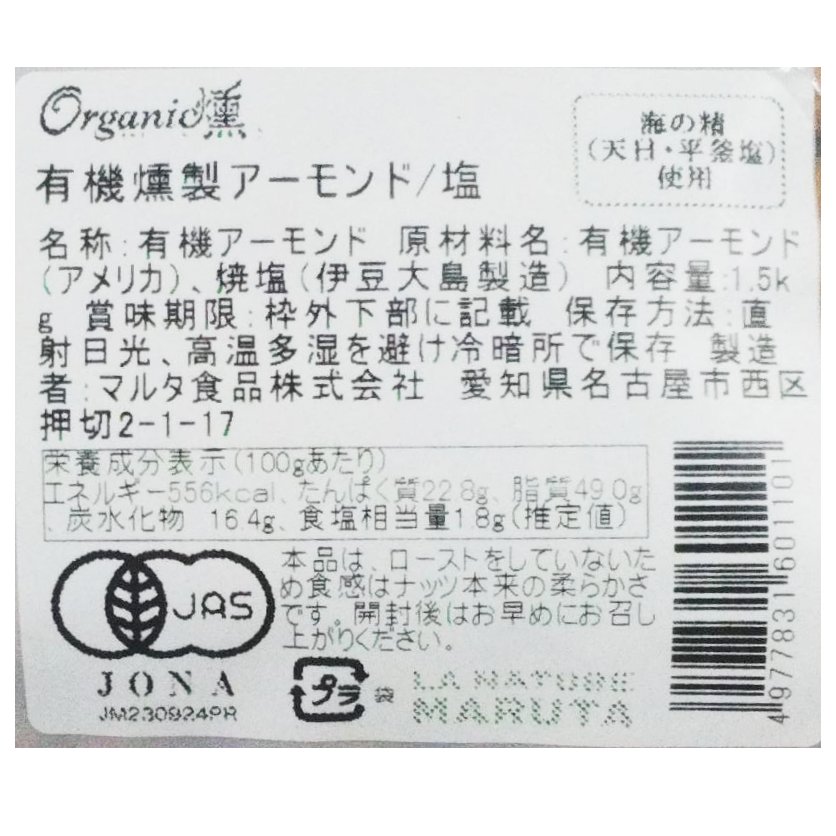 Organic燻
海の精
(天日・平釜塩)
使用
有機燻製アーモンド/塩
名称:有機アーモンド 原材料名:有機アーモンド
(アメリカ)、焼塩(伊豆大島製造) 内容量:1.5k
g 賞味期限:枠外下部に記載 保存方法:直
射日光、高温多湿を避け冷暗所で保存 製造
者:マルタ食品株式会社 愛知県名古屋市西区
押切2-1-17
栄養成分表示(100gあたり)
エネルギー556kcal、たんぱく質22.8g、脂質49.0g
、炭水化物 16.4g、食塩相当量1.8g(推定値)
本品は、ローストをしていないた
め食感はナッツ本来の柔らかさ
です。開封後はお早めにお召し
上がりください。
JAS
JONA
JM230924PR
プラ 袋
LA NATURE
MARUTA
4977831601101